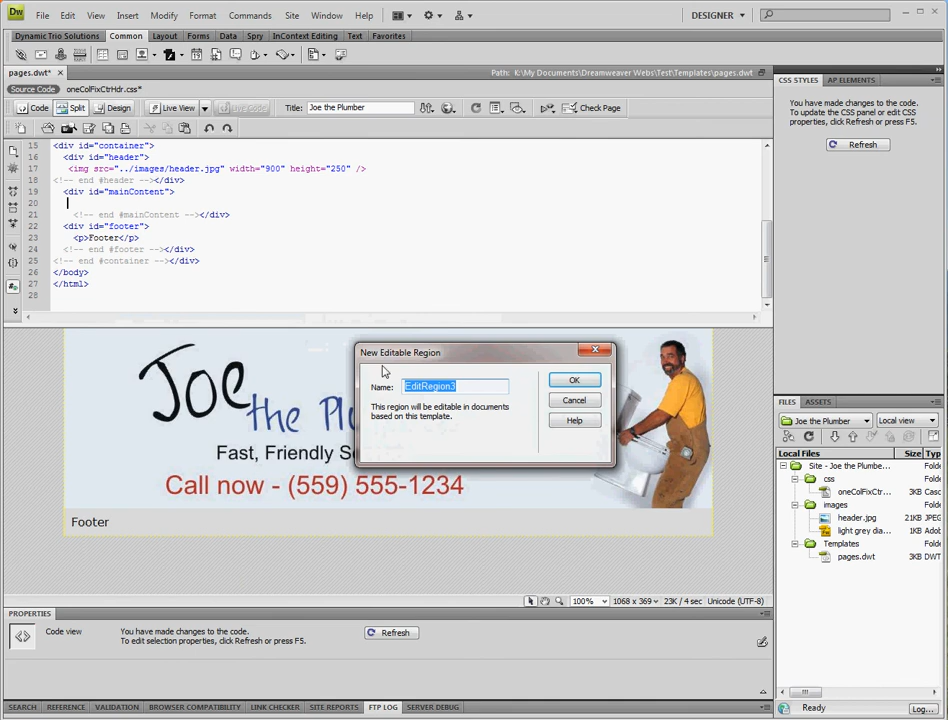 Dw File Edit View Insert Modify Format Commands Site Window Help DESIGNER
Dynamic Trio Solutions Common Layout Forms Data Spry InContext Editing Text Favorites
pages.dwt* × Path: K:\My Documents\Dreamweaver Webs\Test\Templates\pages.dwt
Source Code oneColFixCtrHdr.css*
Code Split Design Live View Live Code Title: Joe the Plumber Check Page
15 <div id="container">
16 <div id="header">
17 <img src="../images/header.jpg" width="900" height="250" />
18 <!-- end #header --></div>
19 <div id="mainContent">
20
21 <!-- end #mainContent --></div>
22 <div id="footer">
23 <p>Footer</p>
24 <!-- end #footer --></div>
25 <!-- end #container --></div>
26 </body>
27 </html>
28
Joe
the Plu
Fast, Friendly S
Call now - (559) 555-1234
Footer
New Editable Region
Name: EditRegion3
This region will be editable in documents
based on this template.
OK
Cancel
Help
100% 1068 x 369 23K / 4 sec Unicode (UTF-8)
PROPERTIES
Code view
You have made changes to the code.
To edit selection properties, click Refresh or press F5.
Refresh
SEARCH REFERENCE VALIDATION BROWSER COMPATIBILITY LINK CHECKER SITE REPORTS FTP LOG SERVER DEBUG
CSS STYLES AP ELEMENTS
You have made changes to the code.
To update the CSS panel or edit CSS
properties, click Refresh or press F5.
Refresh
FILES ASSETS
Joe the Plumber Local view
Local Files Size Typ
Site - Joe the Plumbe... Folde
css Folde
oneColFixCtr... 3KB Casc
images Folde
header.jpg 21KB JPEG
light grey dia... 1KB Adob
Templates Folde
pages.dwt 3KB DWT
Ready Log...